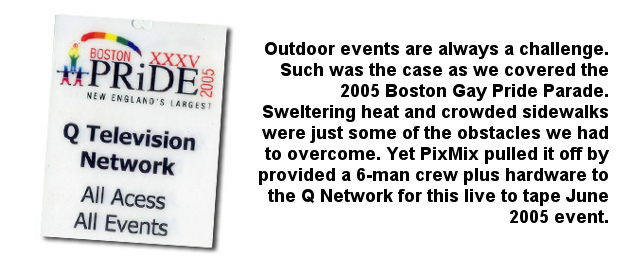 BOSTON XXXV
PRiDE 2005
NEW ENGLAND'S LARGEST
Q Television
Network
All Acess
All Events
Outdoor events are always a challenge.
Such was the case as we covered the
2005 Boston Gay Pride Parade.
Sweltering heat and crowded sidewalks
were just some of the obstacles we had
to overcome. Yet PixMix pulled it off by
provided a 6-man crew plus hardware to
the Q Network for this live to tape June
2005 event.